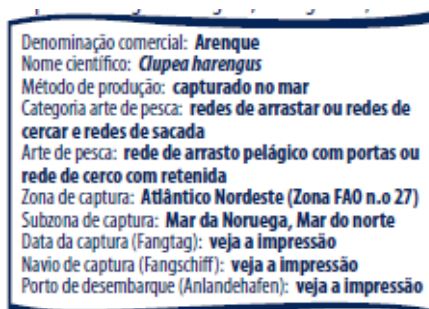 Denominação comercial: Arenque
Nome científico: Clupea harengus
Método de produção: capturado no mar
Categoria arte de pesca: redes de arrastar ou redes de
cercar e redes de sacada
Arte de pesca: rede de arrasto pelágico com portas ou
rede de cerco com retenida
Zona de captura: Atlântico Nordeste (Zona FAO n.o 27)
Subzona de captura: Mar da Noruega, Mar do norte
Data da captura (Fangtag): veja a impressão
Navio de captura (Fangschiff): veja a impressão
Porto de desembarque (Anlandehafen): veja a impressão